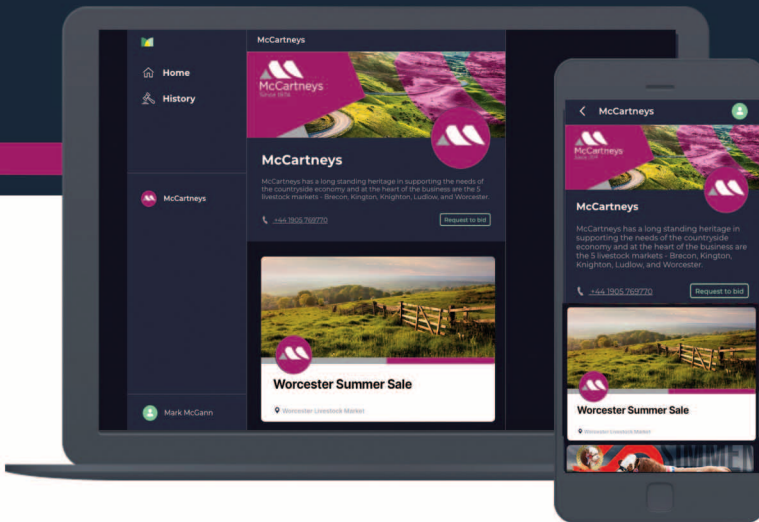 McCartneys
McCartneys
Since 1874
Home
History
McCartneys
McCartneys has a long standing heritage in supporting the needs of
the countryside economy and at the heart of the business are the 5
livestock markets - Brecon, Kington, Knighton, Ludlow, and Worcester.
+44 1905 769770
Request to bid
McCartneys
Worcester Summer Sale
Worcester Livestock Market
Mark McGann
McCartneys
McCartneys
Since 1874
McCartneys
McCartneys has a long standing heritage in
supporting the needs of the countryside
economy and at the heart of the business are
the 5 livestock markets - Brecon, Kington,
Knighton, Ludlow, and Worcester.
+44 1905 769770
Request to bid
Worcester Summer Sale
Worcester Livestock Market